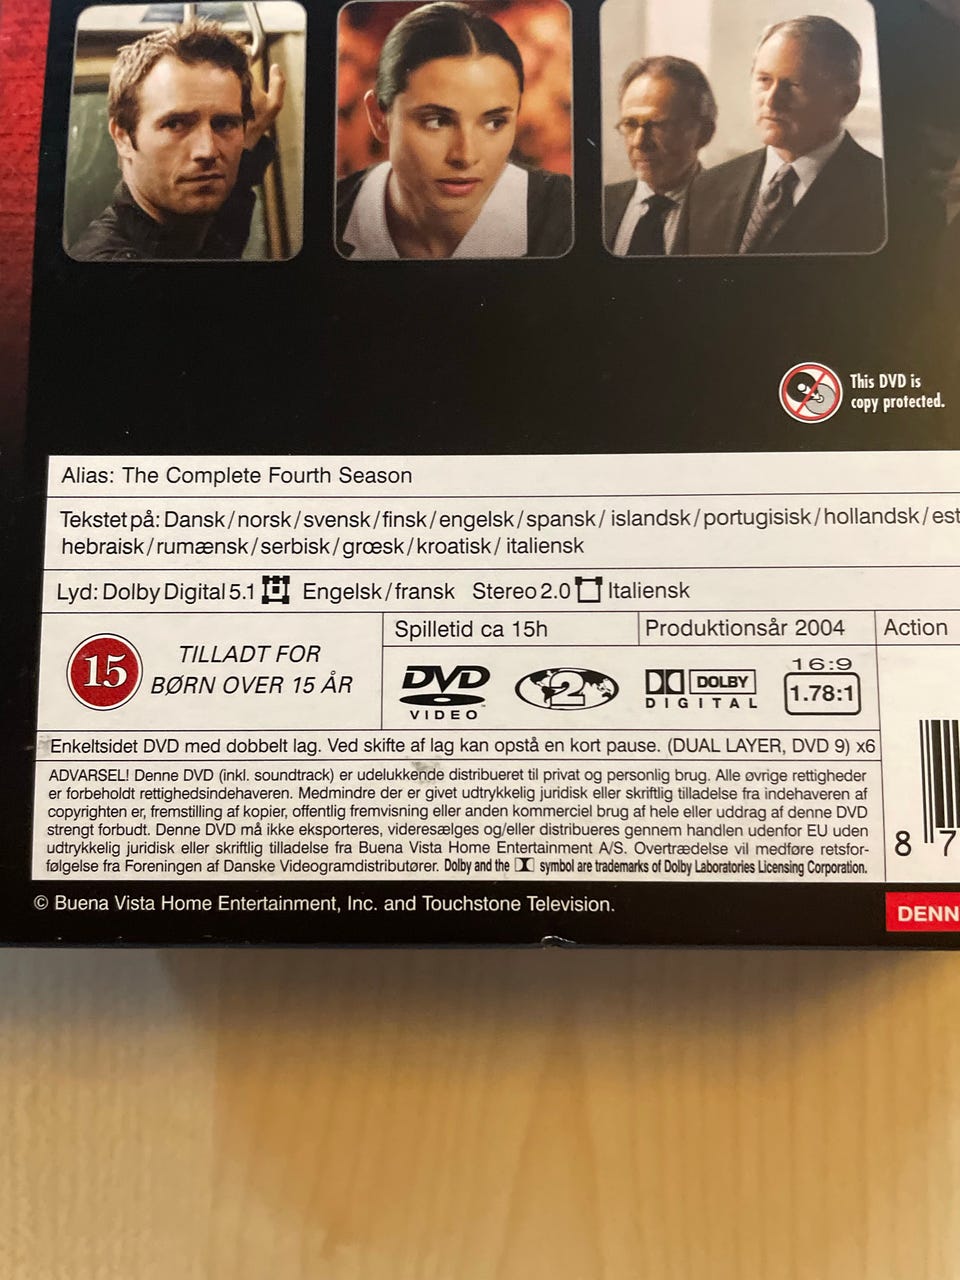 This DVD is
copy protected.
Alias: The Complete Fourth Season
Tekstet på: Dansk/norsk/svensk/finsk/engelsk/spansk/islandsk/portugisisk/hollandsk/est
hebraisk/rumænsk/serbisk/græsk/kroatisk/italiensk
Lyd: Dolby Digital 5.1 Engelsk/fransk Stereo 2.0 Italiensk
15 TILLADT FOR
BØRN OVER 15 ÅR
Spilletid ca 15h Produktionsår 2004 Action
DVD
VIDEO
2
DOLBY
DIGITAL
16:9
1.78:1
Enkeltsidet DVD med dobbelt lag. Ved skifte af lag kan opstå en kort pause. (DUAL LAYER, DVD 9) x6
ADVARSEL! Denne DVD (inkl. soundtrack) er udelukkende distribueret til privat og personlig brug. Alle øvrige rettigheder
er forbeholdt rettighedsindehaveren. Medmindre der er givet udtrykkelig juridisk eller skriftlig tilladelse fra indehaveren af
copyrighten er, fremstilling af kopier, offentlig fremvisning eller anden kommerciel brug af hele eller uddrag af denne DVD
strengt forbudt. Denne DVD må ikke eksporteres, videresælges og/eller distribueres gennem handlen udenfor EU uden
udtrykkelig juridisk eller skriftlig tilladelse fra Buena Vista Home Entertainment A/S. Overtrædelse vil medføre retsfor-
følgelse fra Foreningen af Danske Videogramdistributører. Dolby and the symbol are trademarks of Dolby Laboratories Licensing Corporation.
8 7
© Buena Vista Home Entertainment, Inc. and Touchstone Television.
DENN